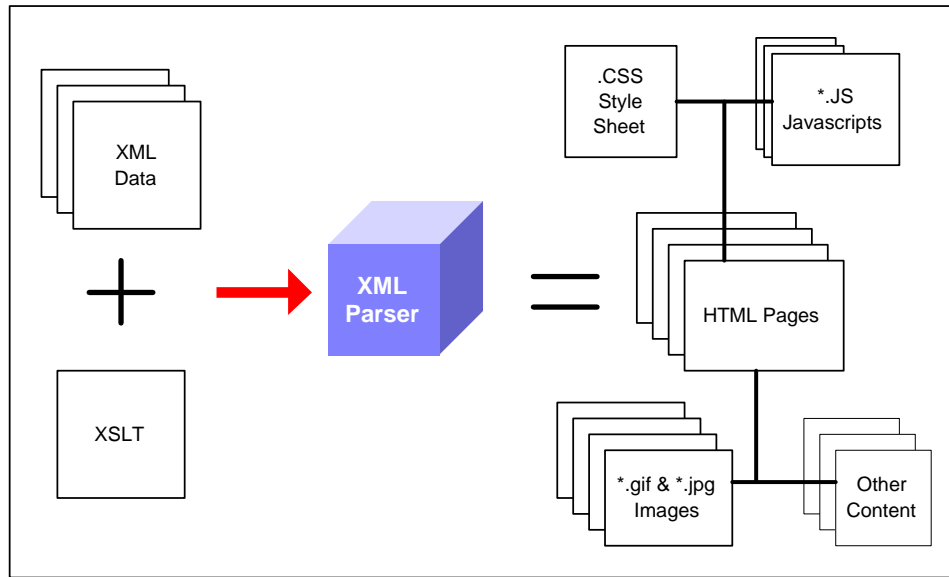 XML
Data
XSLT
XML
Parser
.CSS
Style
Sheet
*.JS
Javascripts
HTML Pages
*.gif & *.jpg
Images
Other
Content